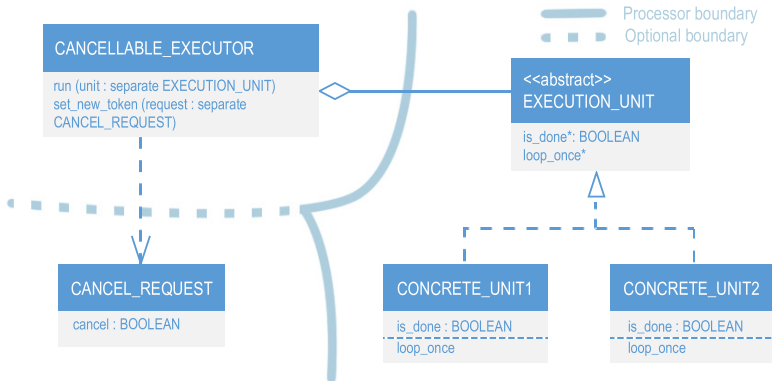 Processor boundary
Optional boundary
CANCELLABLE_EXECUTOR
run (unit : separate EXECUTION_UNIT)
set_new_token (request : separate
CANCEL_REQUEST)
<<abstract>>
EXECUTION_UNIT
is_done*: BOOLEAN
loop_once*
CANCEL_REQUEST
cancel : BOOLEAN
CONCRETE_UNIT1
is_done : BOOLEAN
loop_once
CONCRETE_UNIT2
is_done : BOOLEAN
loop_once